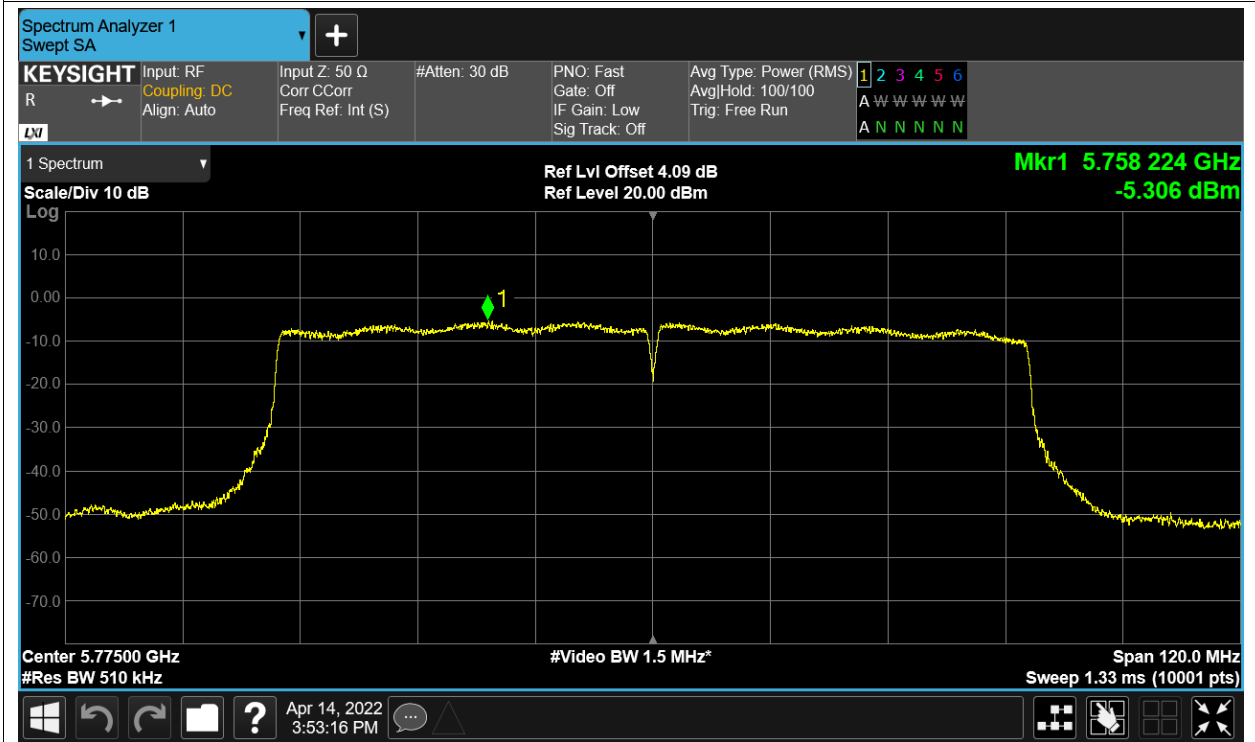 Spectrum Analyzer 1
Swept SA
+
KEYSIGHT Input: RF Input Z: 50 Ω #Atten: 30 dB PNO: Fast Avg Type: Power (RMS) 1 2 3 4 5 6
R Coupling: DC Corr CCorr Gate: Off Avg|Hold: 100/100 A W W W W W
Align: Auto Freq Ref: Int (S) IF Gain: Low Trig: Free Run
LXI Sig Track: Off A N N N N N
1 Spectrum Ref Lvl Offset 4.09 dB Mkr1 5.758 224 GHz
Scale/Div 10 dB Ref Level 20.00 dBm -5.306 dBm
Log
10.0
0.00
1
-10.0
-20.0
-30.0
-40.0
-50.0
-60.0
-70.0
Center 5.77500 GHz #Video BW 1.5 MHz* Span 120.0 MHz
#Res BW 510 kHz Sweep 1.33 ms (10001 pts)
? Apr 14, 2022
3:53:16 PM